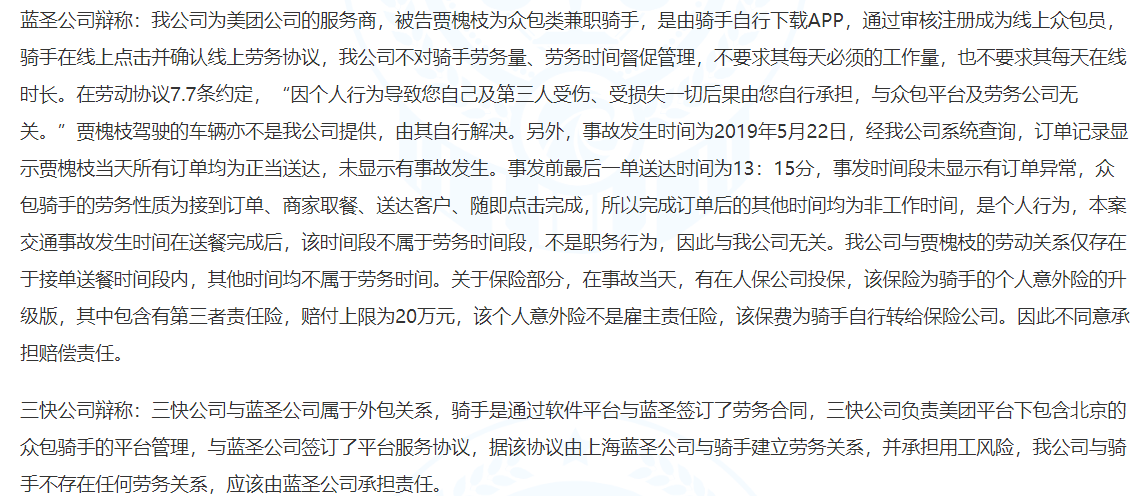 蓝圣公司辩称：我公司为美团公司的服务商，被告贾槐枝为众包类兼职骑手，是由骑手自行下载APP，通过审核注册成为线上众包员，
骑手在线上点击并确认线上劳务协议，我公司不对骑手劳务量、劳务时间督促管理，不要求其每天必须的工作量，也不要求其每天在线
时长。在劳动协议7.7条约定，“因个人行为导致您自己及第三人受伤、受损失一切后果由您自行承担，与众包平台及劳务公司无
关。”贾槐枝驾驶的车辆亦不是我公司提供，由其自行解决。另外，事故发生时间为2019年5月22日，经我公司系统查询，订单记录显
示贾槐枝当天所有订单均为正当送达，未显示有事故发生。事发前最后一单送达时间为13：15分，事发时间段未显示有订单异常，众
包骑手的劳务性质为接到订单、商家取餐、送达客户、随即点击完成，所以完成订单后的其他时间均为非工作时间，是个人行为，本案
交通事故发生时间在送餐完成后，该时间段不属于劳务时间段，不是职务行为，因此与我公司无关。我公司与贾槐枝的劳动关系仅存在
于接单送餐时间段内，其他时间均不属于劳务时间。关于保险部分，在事故当天，有在人保公司投保，该保险为骑手的个人意外险的升
级版，其中包含有第三者责任险，赔付上限为20万元，该个人意外险不是雇主责任险，该保费为骑手自行转给保险公司。因此不同意承
担赔偿责任。
三快公司辩称：三快公司与蓝圣公司属于外包关系，骑手是通过软件平台与蓝圣签订了劳务合同，三快公司负责美团平台下包含北京的
众包骑手的平台管理，与蓝圣公司签订了平台服务协议，据该协议由上海蓝圣公司与骑手建立劳务关系，并承担用工风险，我公司与骑
手不存在任何劳务关系，应该由蓝圣公司承担责任。